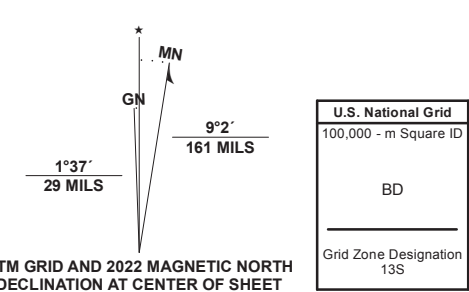 ★
MN
GN
9°2´
161 MILS
1°37´
29 MILS
TM GRID AND 2022 MAGNETIC NORTH
DECLINATION AT CENTER OF SHEET
U.S. National Grid
100,000 - m Square ID
BD
Grid Zone Designation
13S